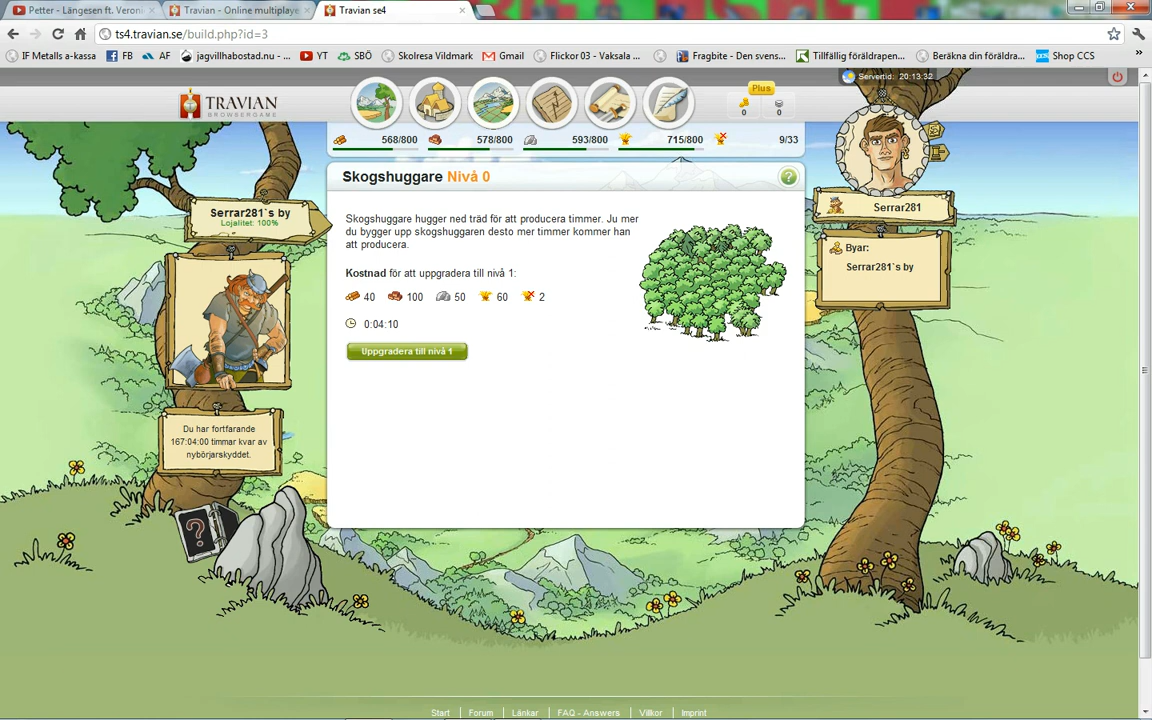 Petter - Längesen ft. Veroni
Travian - Online multiplaye
Travian se4
ts4.travian.se/build.php?id=3
IF Metalls a-kassa
FB
AF
jagvillhabostad.nu - ...
YT
SBÖ
Skolresa Vildmark
Gmail
Flickor 03 - Vaksala ...
Fragbite - Den svens...
Tillfällig föräldrapen...
Beräkna din föräldra...
Shop CCS
»
Servertid: 20:13:32
TRAVIAN
BROWSERGAME
Plus
0
0
568/800
578/800
593/800
715/800
9/33
Skogshuggare Nivå 0
?
Skogshuggare hugger ned träd för att producera timmer. Ju mer
du bygger upp skogshuggaren desto mer timmer kommer han
att producera.
Kostnad för att uppgradera till nivå 1:
40
100
50
60
2
0:04:10
Uppgradera till nivå 1
Serrar281`s by
Lojalitet: 100%
Du har fortfarande
167:04:00 timmar kvar av
nybörjarskyddet.
?
Serrar281
Byar:
Serrar281`s by
Start | Forum | Länkar | FAQ - Answers | Villkor | Imprint